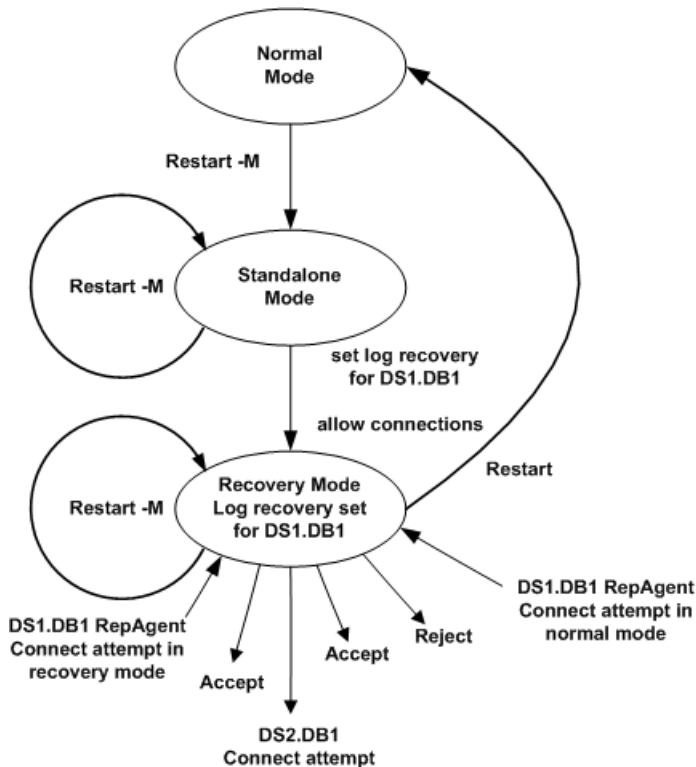 Normal
Mode
Restart -M
Restart -M
Standalone
Mode
set log recovery
for DS1.DB1
allow connections
Restart
Restart -M
Recovery Mode
Log recovery set
for DS1.DB1
DS1.DB1 RepAgent
Connect attempt in
recovery mode
Accept
Accept
Reject
DS1.DB1 RepAgent
Connect attempt in
normal mode
DS2.DB1
Connect attempt